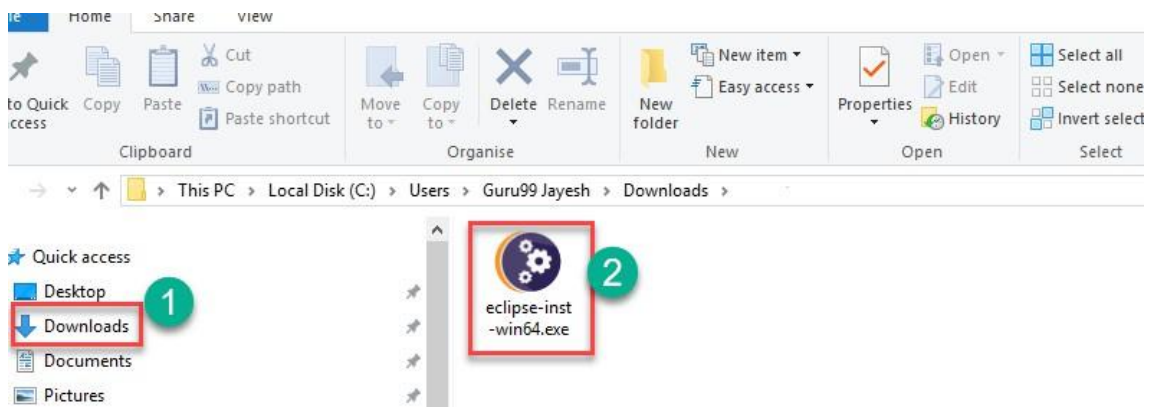 Home Share View
Cut
Copy path
Paste shortcut
to Quick Copy Paste
Clipboard
Move to
Copy to
Delete Rename
Organise
New item
Easy access
New folder
New
Properties
Open
Edit
History
Open
Select all
Select none
Invert select
Select
This PC > Local Disk (C:) > Users > Guru99 Jayesh > Downloads >
Quick access
Desktop
1
Downloads
Documents
Pictures
eclipse-inst
-win64.exe
2